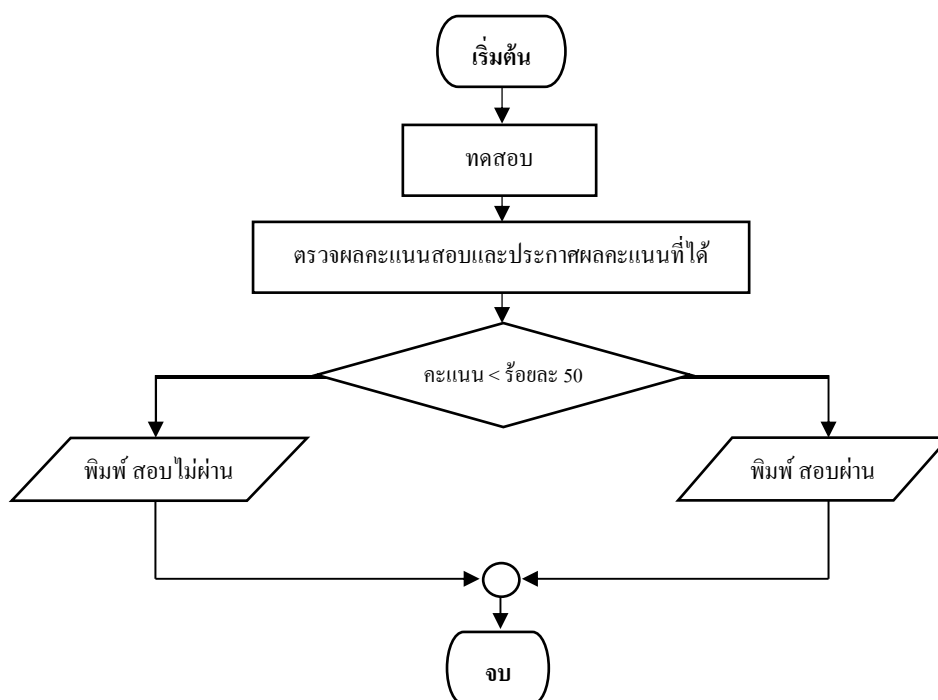 เริ่มต้น
ทดสอบ
ตรวจผลคะแนนสอบและประกาศผลคะแนนที่ได้
คะแนน < ร้อยละ 50
พิมพ์ สอบไม่ผ่าน
พิมพ์ สอบผ่าน
จบ